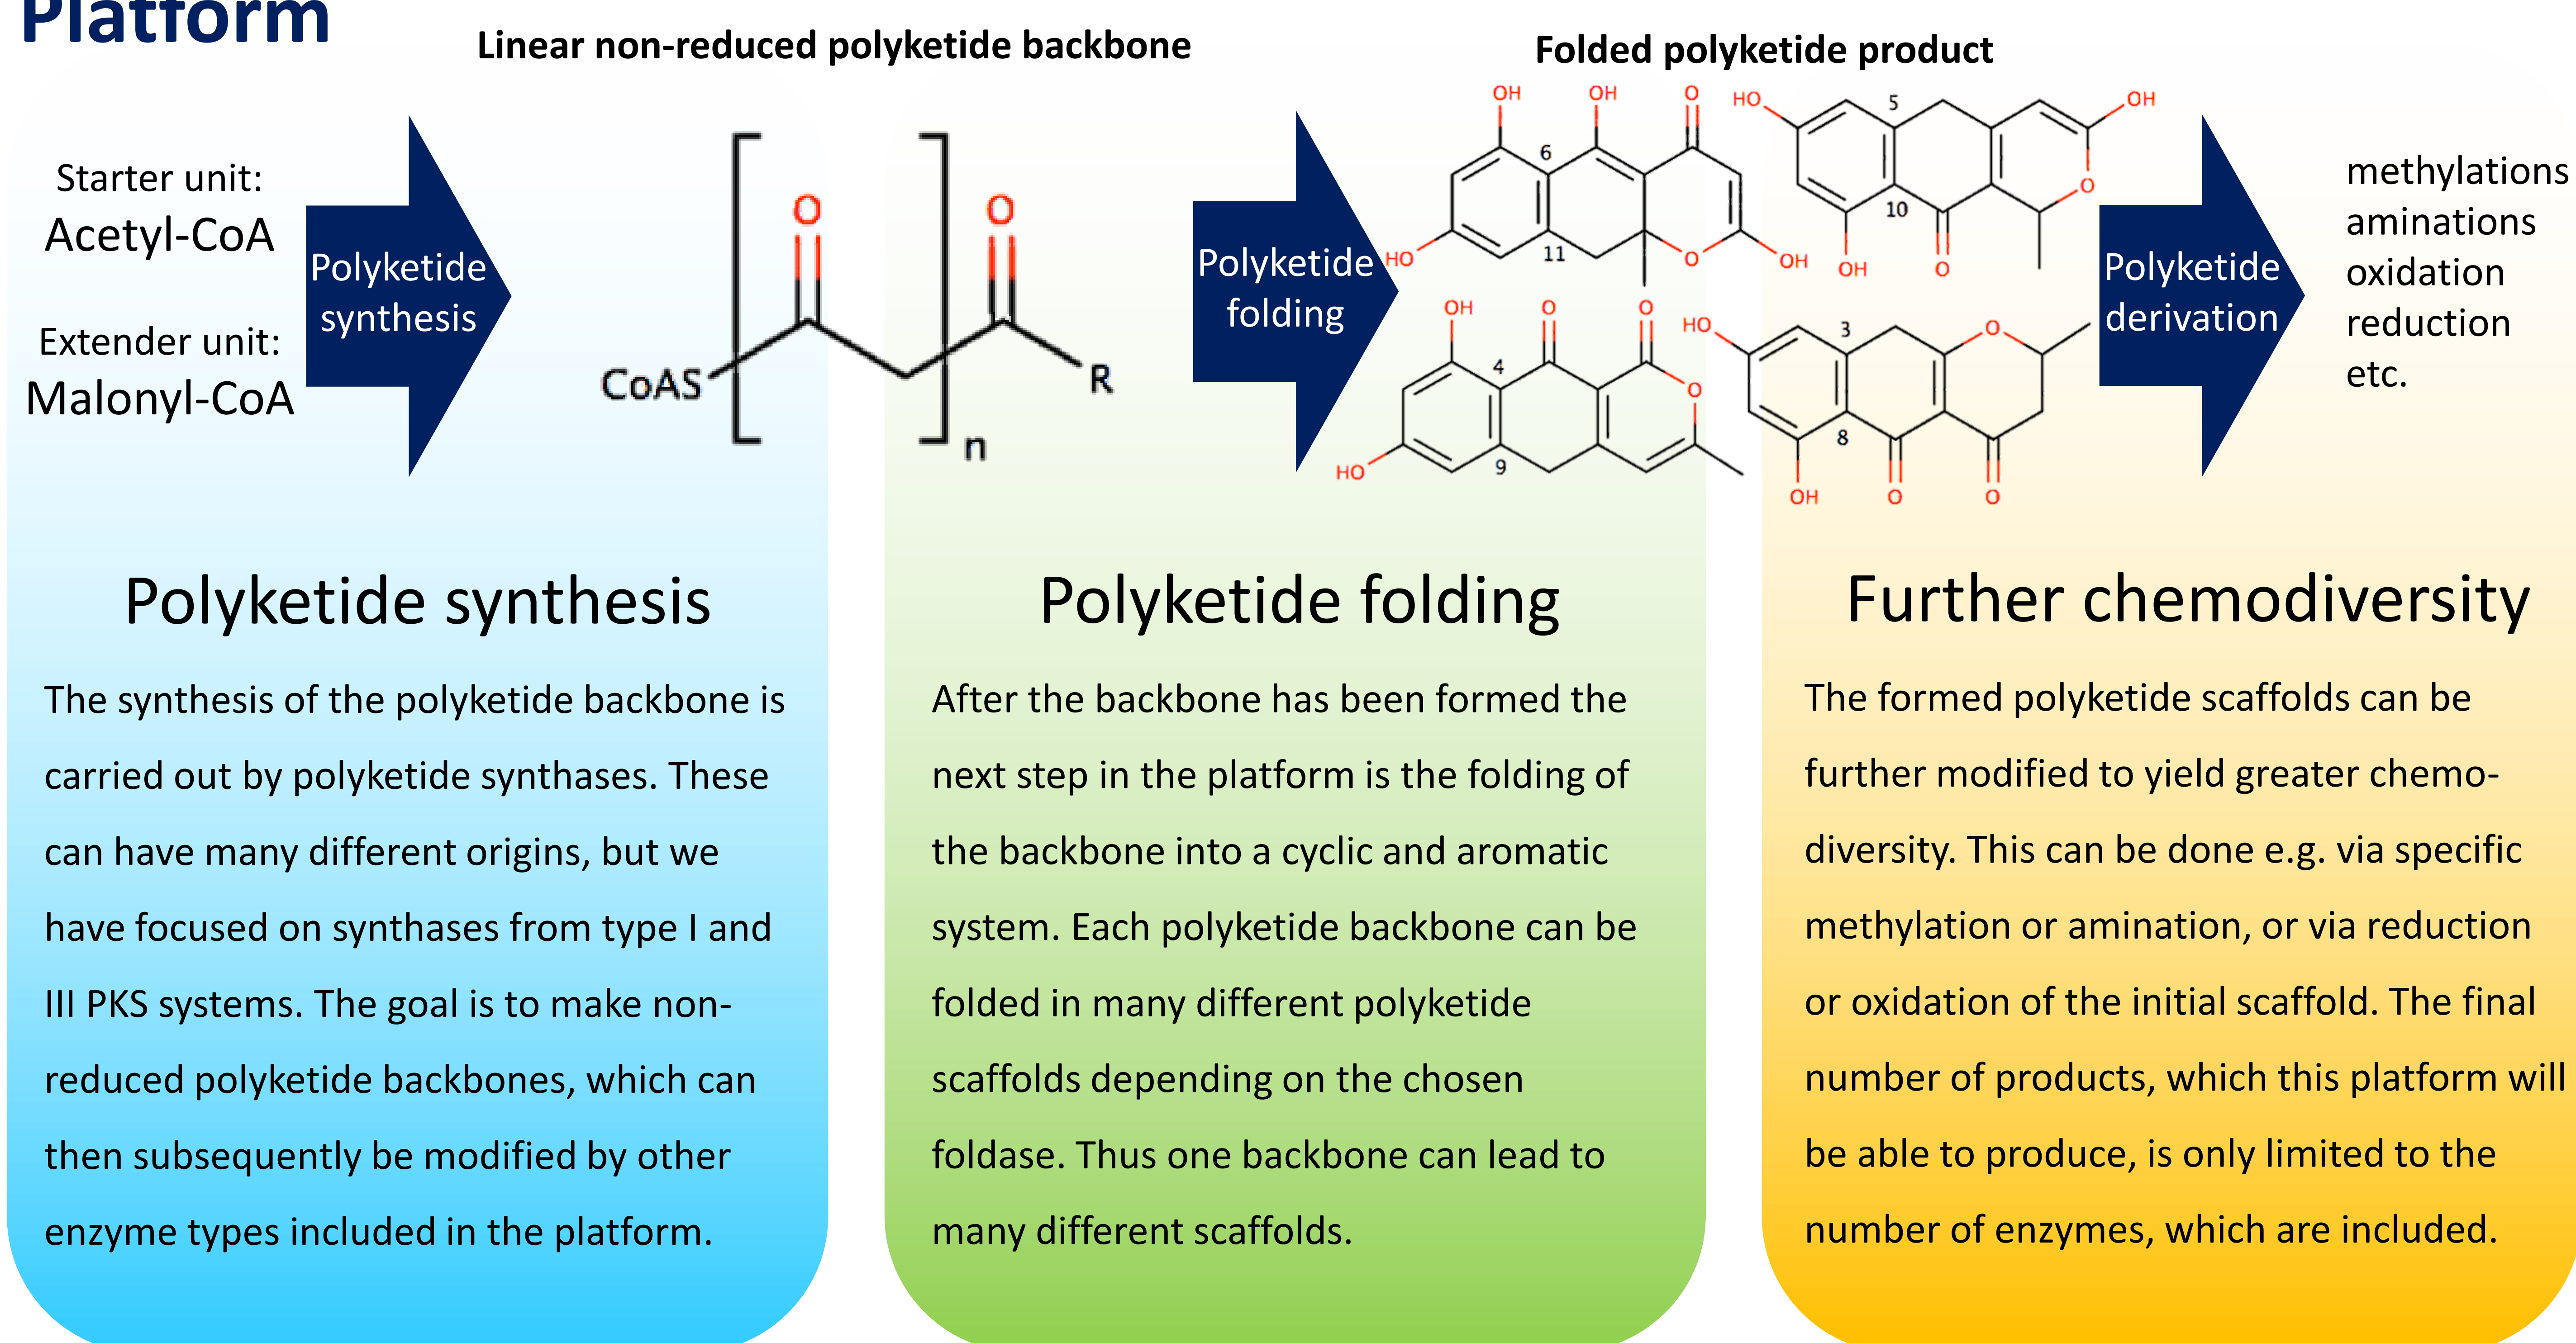 Platform
Linear non-reduced polyketide backbone
Folded polyketide product
Starter unit:
Acetyl-CoA
Extender unit:
Malonyl-CoA
Polyketide
synthesis
O
O
CoAS
R
n
Polyketide
folding
OH
OH
O
6
11
HO
O
OH
HO
5
OH
O
10
OH
O
OH
O
O
4
O
HO
9
HO
3
O
8
OH
O
O
Polyketide
derivation
methylations
aminations
oxidation
reduction
etc.
Polyketide synthesis
The synthesis of the polyketide backbone is
carried out by polyketide synthases. These
can have many different origins, but we
have focused on synthases from type I and
III PKS systems. The goal is to make non-
reduced polyketide backbones, which can
then subsequently be modified by other
enzyme types included in the platform.
Polyketide folding
After the backbone has been formed the
next step in the platform is the folding of
the backbone into a cyclic and aromatic
system. Each polyketide backbone can be
folded in many different polyketide
scaffolds depending on the chosen
foldase. Thus one backbone can lead to
many different scaffolds.
Further chemodiversity
The formed polyketide scaffolds can be
further modified to yield greater chemo-
diversity. This can be done e.g. via specific
methylation or amination, or via reduction
or oxidation of the initial scaffold. The final
number of products, which this platform will
be able to produce, is only limited to the
number of enzymes, which are included.